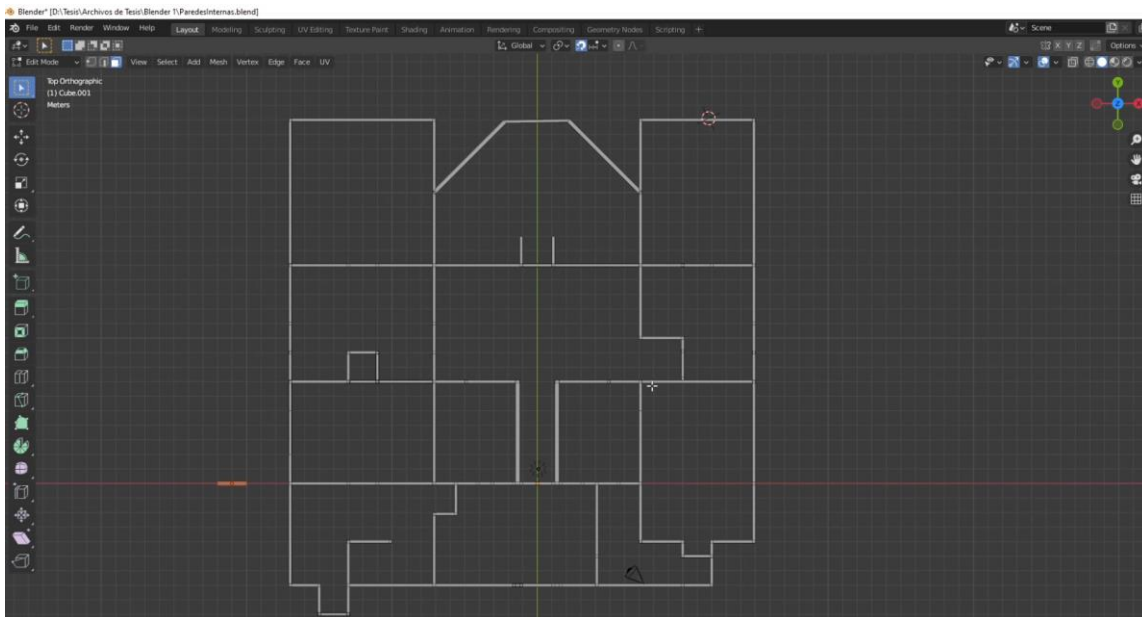 Blender* [D:\Tesis\Archivos de Tesis\Blender 1\ParedesInternas.blend]
File Edit Render Window Help Layout Modeling Sculpting UV Editing Texture Paint Shading Animation Rendering Compositing Geometry Nodes Scripting + Scene
Global X Y Z Options
Edit Mode View Select Add Mesh Vertex Edge Face UV
Top Orthographic
(1) Cube.001
Meters
Y
Z